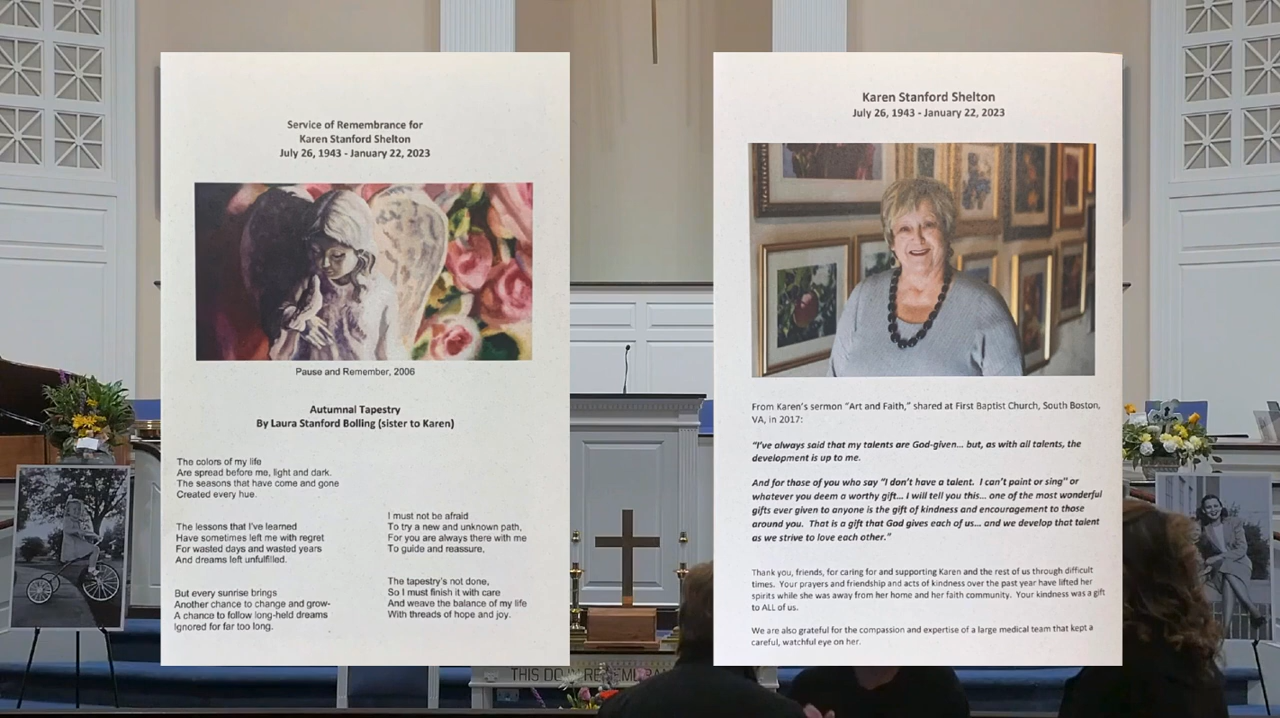 Service of Remembrance for
Karen Stanford Shelton
July 26, 1943 - January 22, 2023
Pause and Remember, 2006
Autumnal Tapestry
By Laura Stanford Bolling (sister to Karen)
The colors of my life
Are spread before me, light and dark.
The seasons that have come and gone
Created every hue.
The lessons that I've learned
Have sometimes left me with regret
For wasted days and wasted years
And dreams left unfulfilled.
But every sunrise brings
Another chance to change and grow-
A chance to follow long-held dreams
Ignored for far too long.
I must not be afraid
To try a new and unknown path,
For you are always there with me
To guide and reassure,
The tapestry's not done,
So I must finish it with care
And weave the balance of my life
With threads of hope and joy.
Karen Stanford Shelton
July 26, 1943 - January 22, 2023
From Karen's sermon "Art and Faith," shared at First Baptist Church, South Boston,
VA, in 2017:
"I've always said that my talents are God-given... but, as with all talents, the
development is up to me.
And for those of you who say "I don't have a talent. I can't paint or sing" or
whatever you deem a worthy gift... I will tell you this... one of the most wonderful
gifts ever given to anyone is the gift of kindness and encouragement to those
around you. That is a gift that God gives each of us... and we develop that talent
as we strive to love each other."
Thank you, friends, for caring for and supporting Karen and the rest of us through difficult
times. Your prayers and friendship and acts of kindness over the past year have lifted her
spirits while she was away from her home and her faith community. Your kindness was a gift
to ALL of us.
We are also grateful for the compassion and expertise of a large medical team that kept a
careful, watchful eye on her.
THIS DO